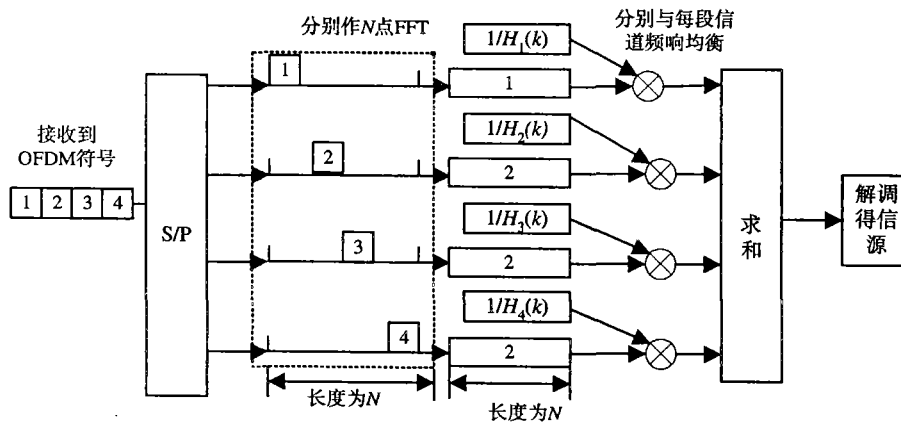 分别作N点FFT
分别与每段信
道频响均衡
接收到
OFDM符号
1 2 3 4
S/P
1
2
3
4
长度为N
1/H₁(k)
1
1/H₂(k)
2
1/H₃(k)
2
1/H₄(k)
2
长度为N
求
和
解调
得信
源